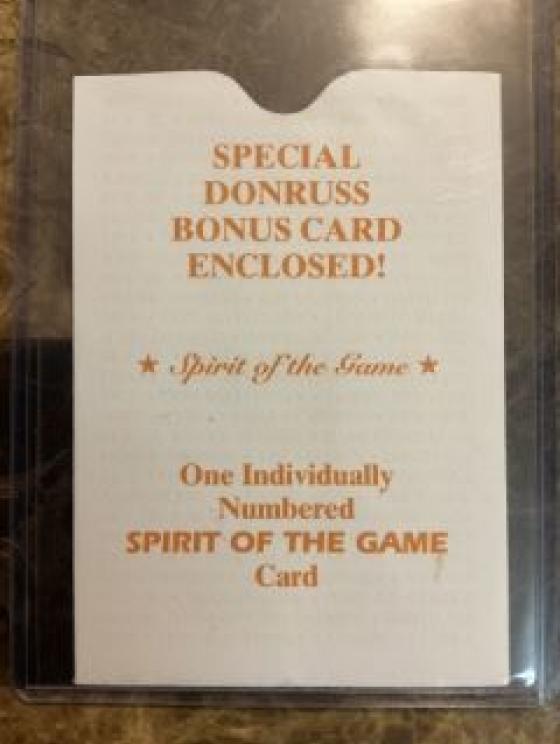 SPECIAL
DONRUSS
BONUS CARD
ENCLOSED!
★ Spirit of the Game ★
One Individually
Numbered
SPIRIT OF THE GAME
Card